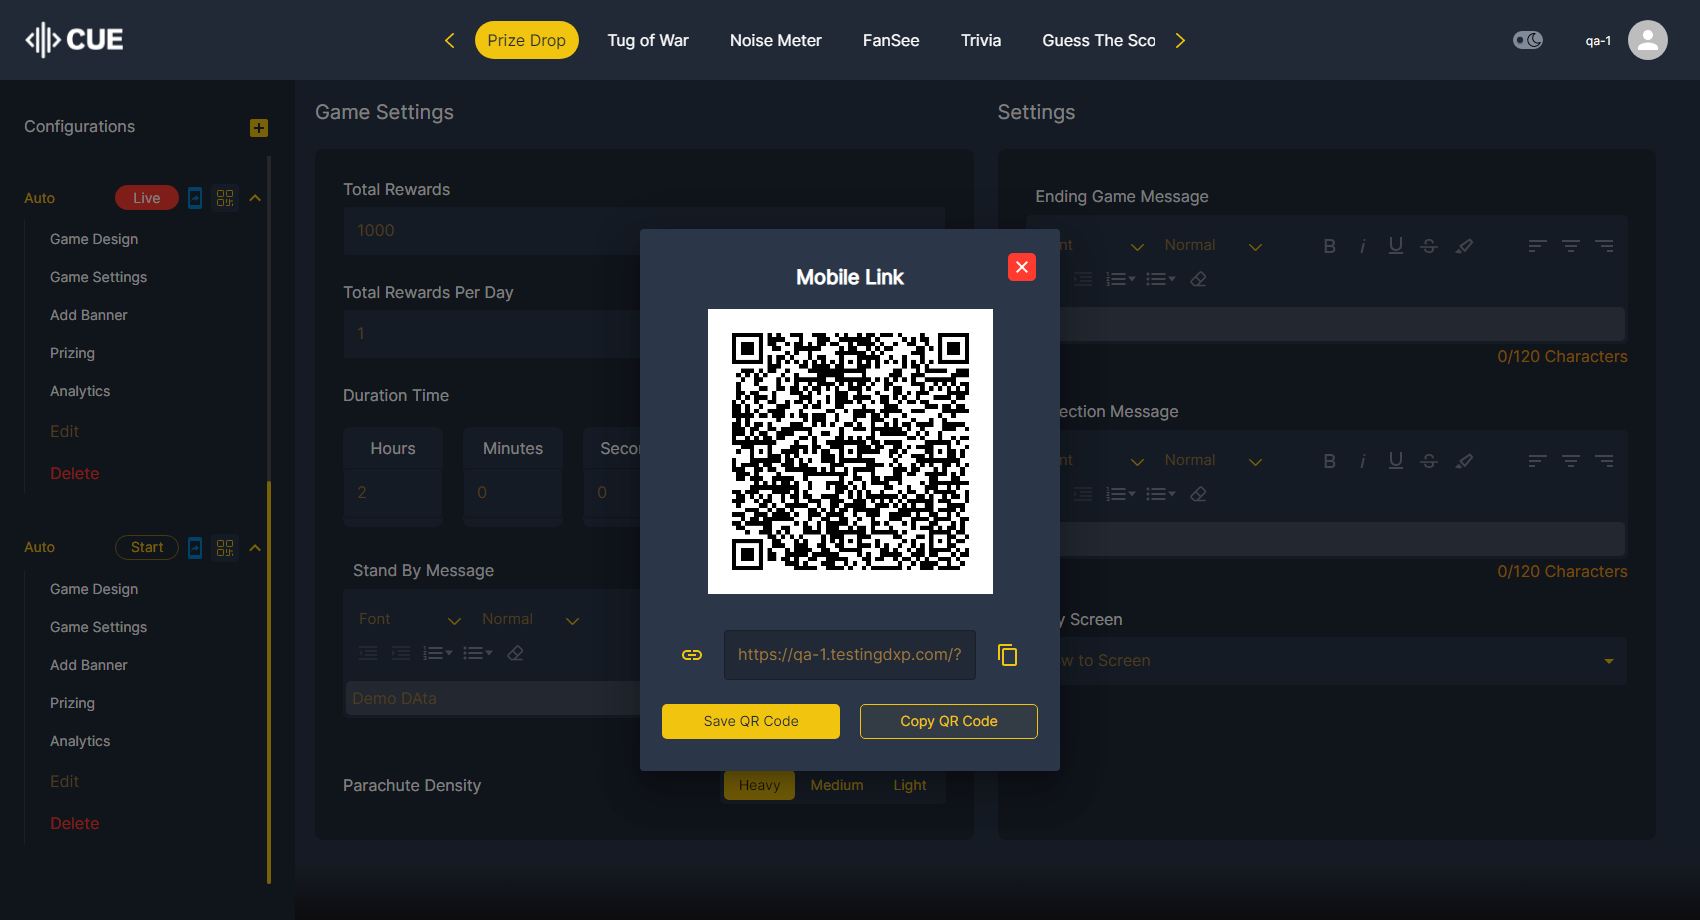 CUE
Prize Drop
Tug of War
Noise Meter
FanSee
Trivia
Guess The Sco
qa-1
Configurations
Auto
Live
Game Design
Game Settings
Add Banner
Prizing
Analytics
Edit
Delete
Auto
Start
Game Design
Game Settings
Add Banner
Prizing
Analytics
Edit
Delete
Game Settings
Total Rewards
1000
Total Rewards Per Day
1
Duration Time
Hours
Minutes
Secon
2
0
0
Stand By Message
Font
Normal
Demo DAta
Parachute Density
Heavy
Medium
Light
Mobile Link
https://qa-1.testingdxp.com/?
Save QR Code
Copy QR Code
Settings
Ending Game Message
nt
Normal
B i U S
0/120 Characters
ection Message
nt
Normal
B i U S
0/120 Characters
y Screen
w to Screen